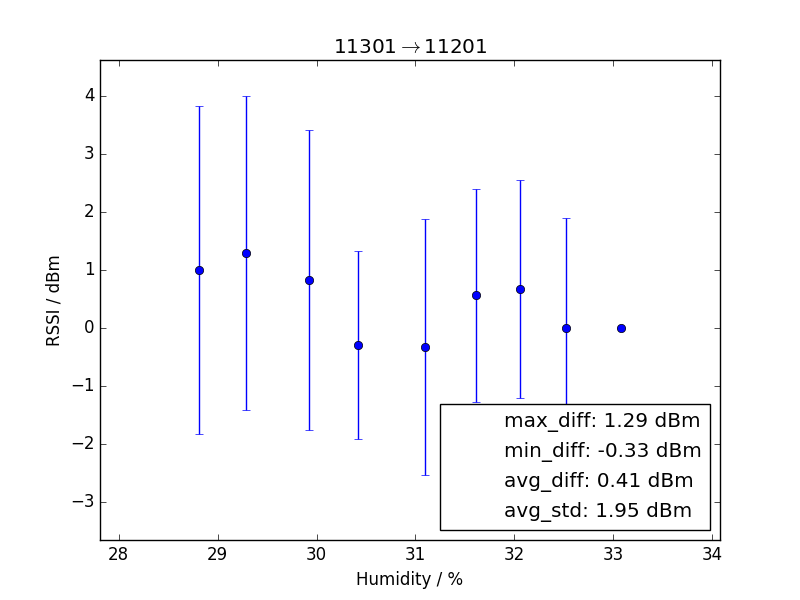 11301→11201
4
3
2
1
0
−1
−2
−3
RSSI / dBm
max_diff: 1.29 dBm
min_diff: -0.33 dBm
avg_diff: 0.41 dBm
avg_std: 1.95 dBm
28 29 30 31 32 33 34
Humidity / %